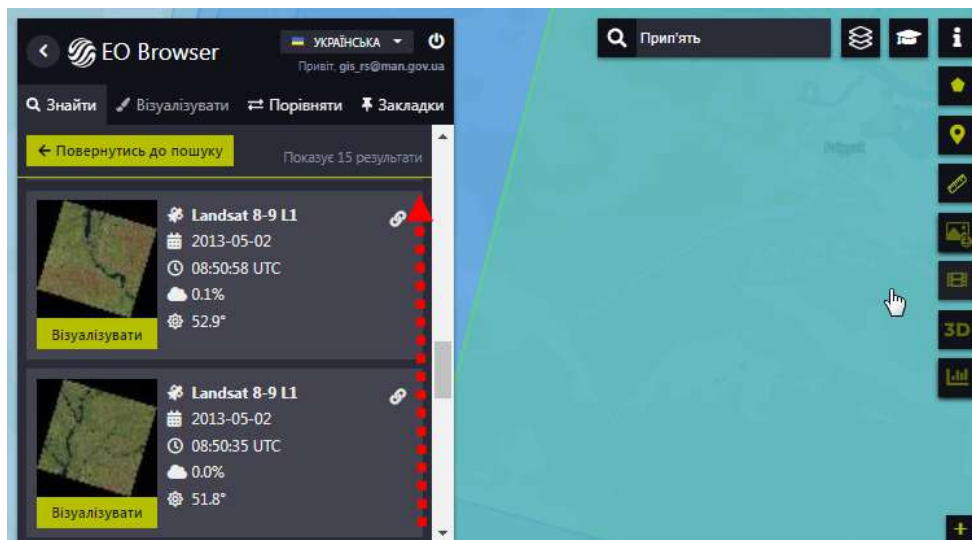 EO Browser
УКРАЇНСЬКА
Привіт, gis_rs@man.gov.ua
Знайти Візуалізувати Порівняти Закладки
Повернутись до пошуку
Показує 15 результати
Landsat 8-9 L1
2013-05-02
08:50:58 UTC
0.1%
52.9°
Візуалізувати
Landsat 8-9 L1
2013-05-02
08:50:35 UTC
0.0%
51.8°
Візуалізувати
Прип'ять
3D